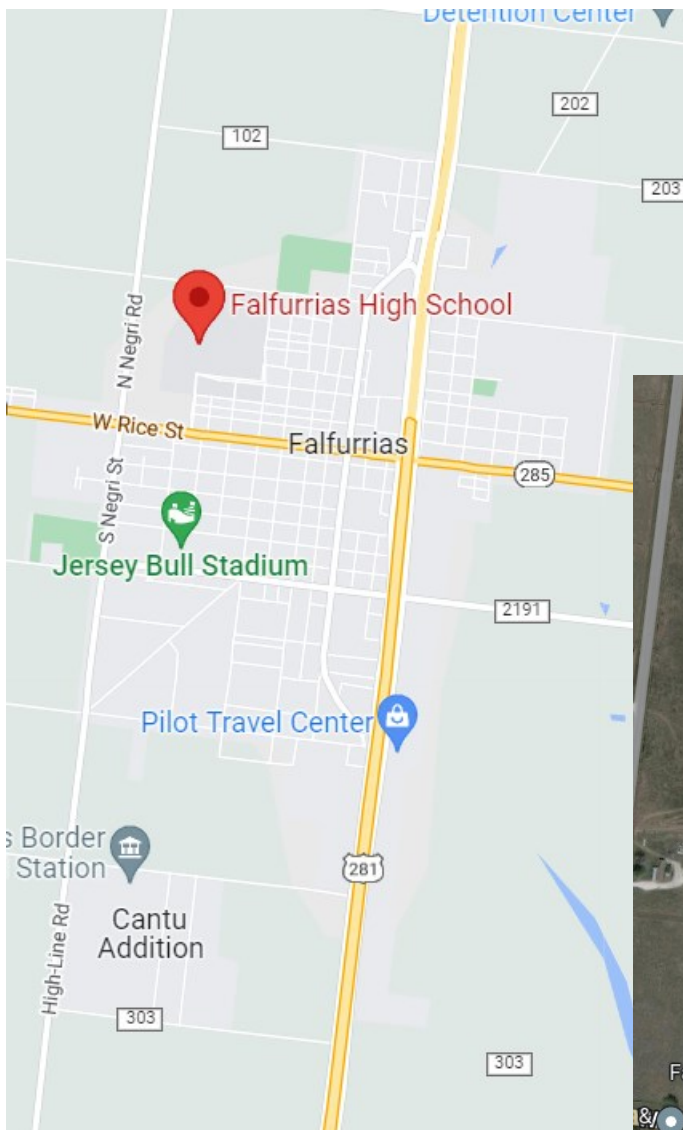 Detention Center
202
102
203
N Negri Rd
Falfurrias High School
W Rice St
Falfurrias
285
S Negri St
Jersey Bull Stadium
2191
Pilot Travel Center
s Border
Station
281
Cantu
Addition
High-Line Rd
303
303
F
&